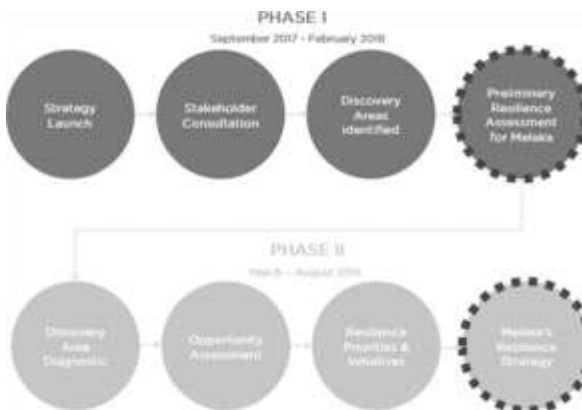 PHASE I
September 2017 - February 2018
Strategy
Launch
Stakeholder
Consultation
Discovery
Areas
identified
Preliminary
Resilience
Assessment
for Melaka
PHASE II
March - August 2018
Discovery
Area
Diagnostic
Opportunity
Assessment
Resilience
Priorities &
Initiatives
Melaka's
Resilience
Strategy